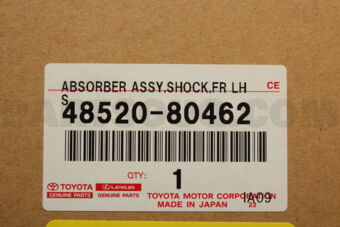 ABSORBER ASSY,SHOCK,FR LH
CE
S
48520-80462
QTY:
1
TOYOTA
GENUINE PARTS
LEXUS
GENUINE PARTS
TOYOTA MOTOR CORPORATION
MADE IN JAPAN
23
1A09